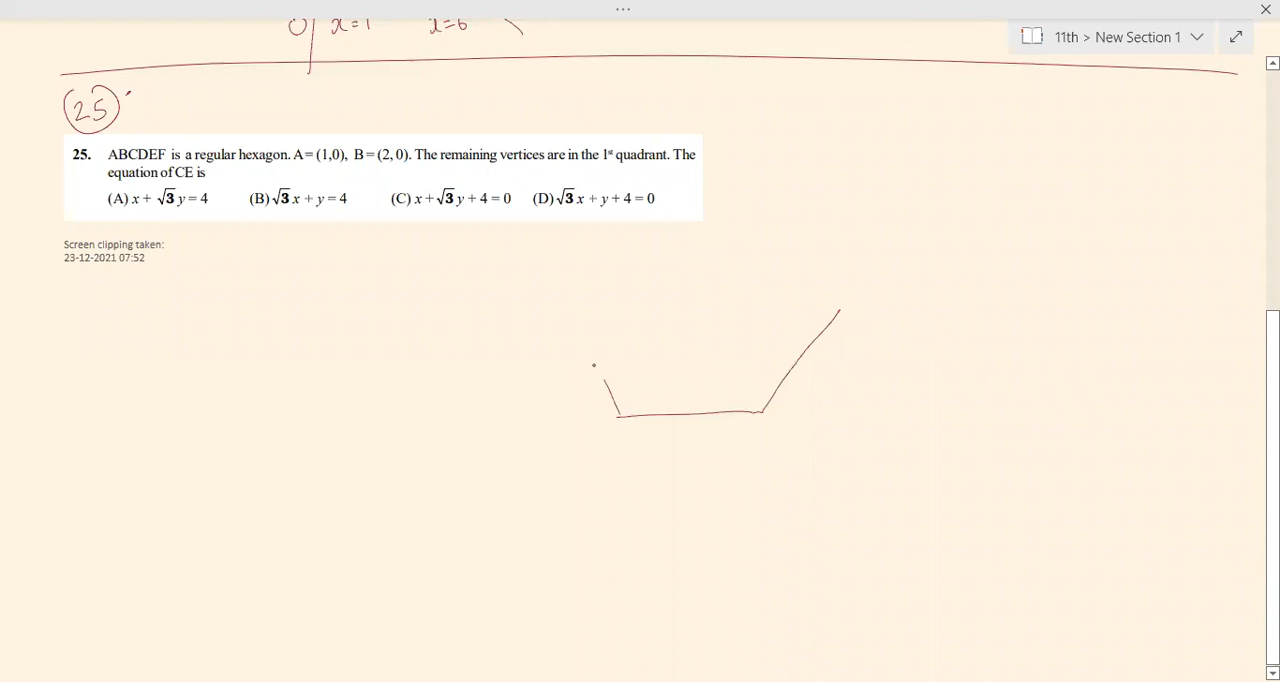 x=1 x=6
11th > New Section 1
25
25. ABCDEF is a regular hexagon. A=(1,0), B=(2,0). The remaining vertices are in the 1st quadrant. The
equation of CE is
(A) x + √3 y = 4 (B) √3 x + y = 4 (C) x + √3 y + 4 = 0 (D) √3 x + y + 4 = 0
Screen clipping taken:
23-12-2021 07:52